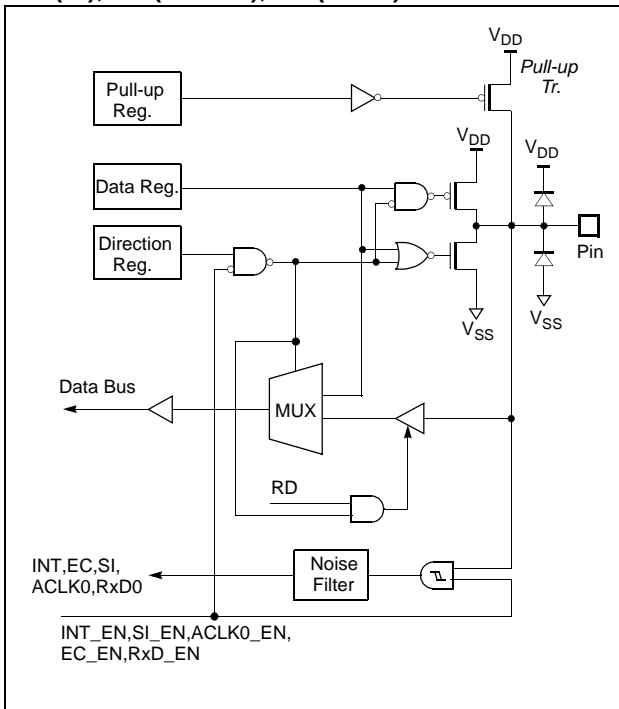 VDD
Pull-up
Tr.
Pull-up
Reg.
VDD
Data Reg.
VDD
Direction
Reg.
Pin
VSS
VSS
Data Bus
MUX
RD
INT,EC,SI,
ACLK0,RxD0
Noise
Filter
INT_EN,SI_EN,ACLK0_EN,
EC_EN,RxD_EN